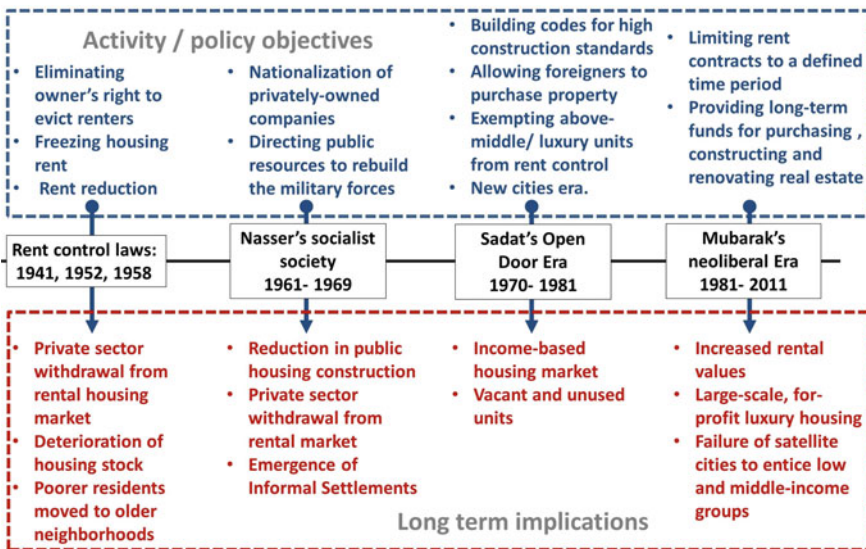 Activity / policy objectives
• Eliminating
owner's right to
evict renters
• Freezing housing
rent
• Rent reduction
• Nationalization of
privately-owned
companies
• Directing public
resources to rebuild
the military forces
• Building codes for high
construction standards
• Allowing foreigners to
purchase property
• Exempting above-
middle/ luxury units
from rent control
• New cities era.
• Limiting rent
contracts to a defined
time period
• Providing long-term
funds for purchasing ,
constructing and
renovating real estate
Rent control laws:
1941, 1952, 1958
Nasser's socialist
society
1961- 1969
Sadat's Open
Door Era
1970- 1981
Mubarak's
neoliberal Era
1981- 2011
• Private sector
withdrawal from
rental housing
market
• Deterioration of
housing stock
• Poorer residents
moved to older
neighborhoods
• Reduction in public
housing construction
• Private sector
withdrawal from
rental market
• Emergence of
Informal Settlements
• Income-based
housing market
• Vacant and unused
units
• Increased rental
values
• Large-scale, for-
profit luxury housing
• Failure of satellite
cities to entice low
and middle-income
groups
Long term implications